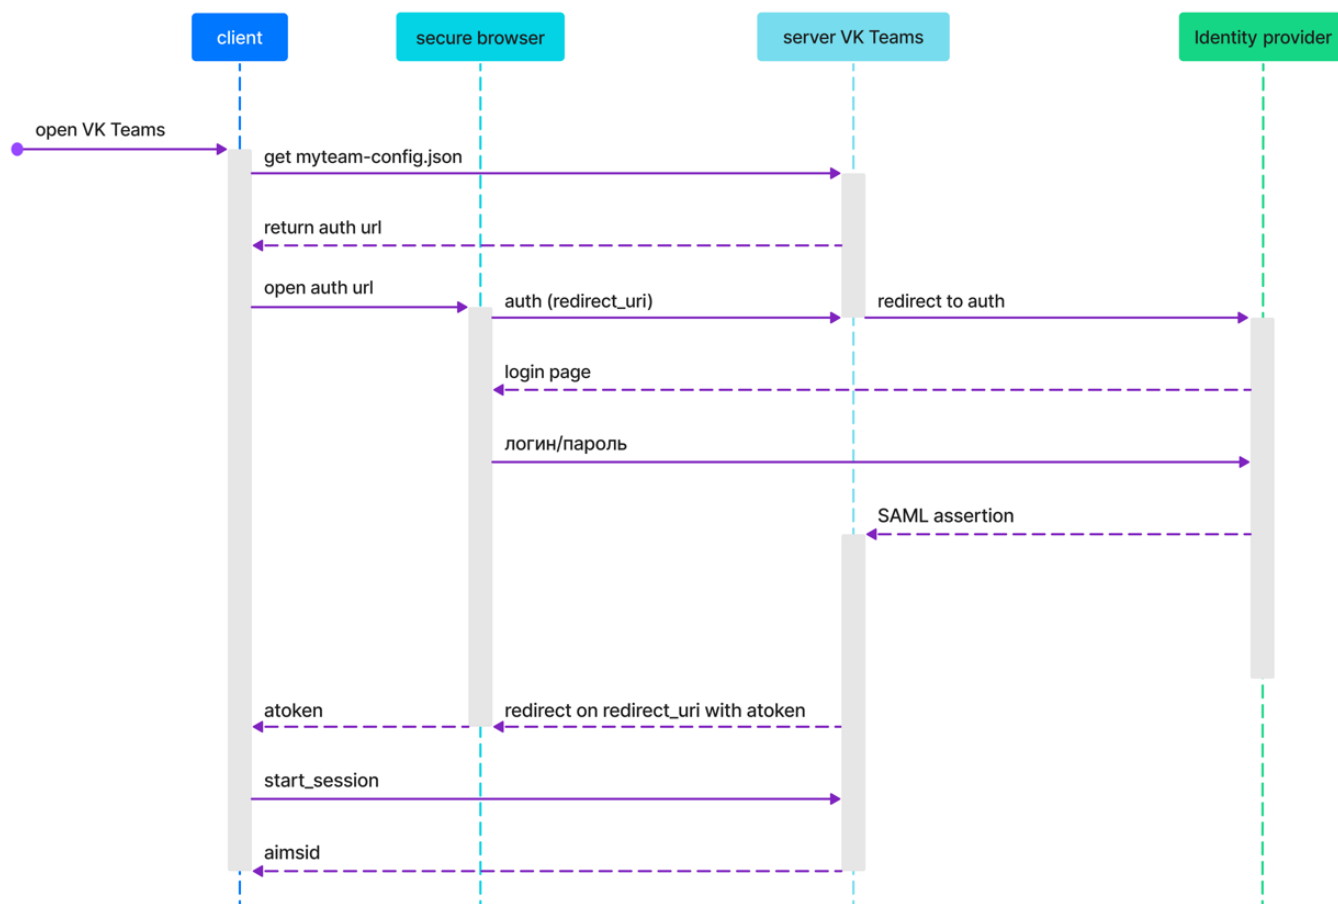 client
secure browser
server VK Teams
Identity provider
open VK Teams
get myteam-config.json
return auth url
open auth url
auth (redirect_uri)
redirect to auth
login page
логин/пароль
SAML assertion
atoken
redirect on redirect_uri with atoken
start_session
aimsid